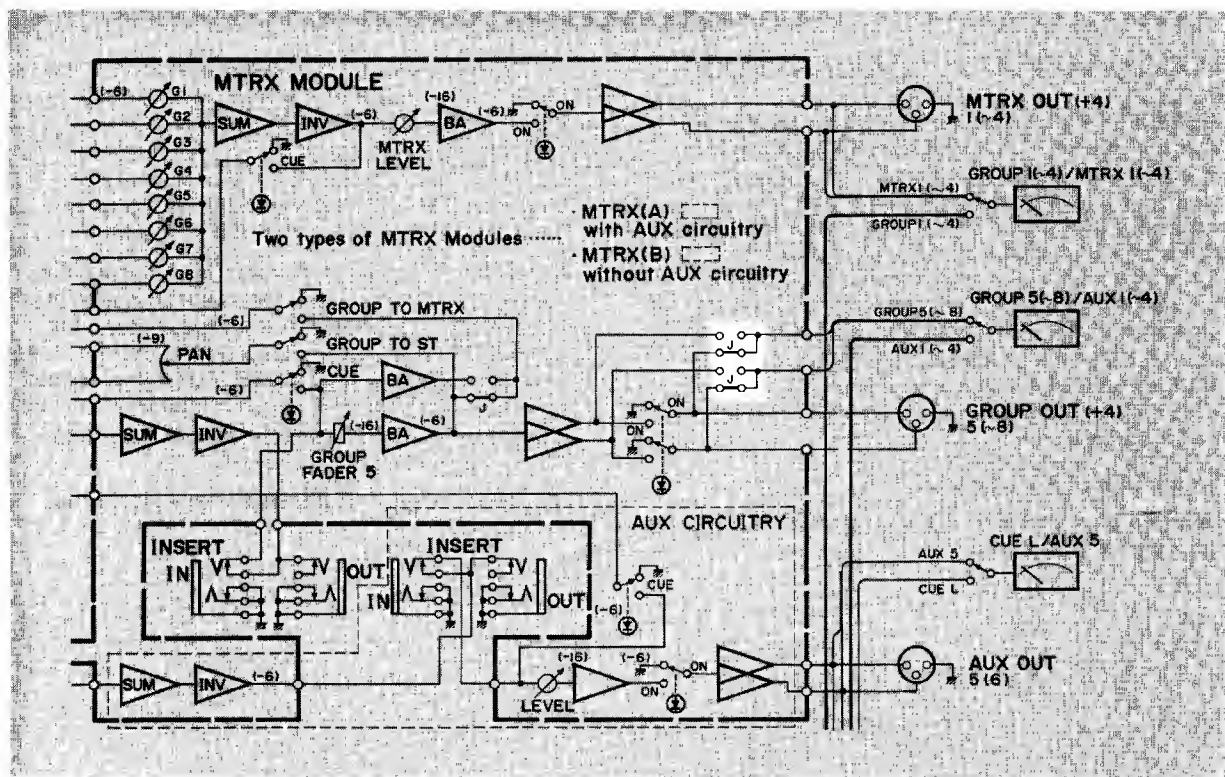 MTRX MODULE
(-6)
G1
G2
G3
G4
G5
G6
G7
G8
SUM
INV
(-6)
CUE
MTRX
LEVEL
(-16)
BA
(-6)
ON
ON
MTRX OUT (+4)
1(~4)
GROUP 1(~4)/MTRX 1(~4)
MTRX1(~4)
GROUP1(~4)
Two types of MTRX Modules ······
· MTRX(A)
with AUX circuitry
· MTRX(B)
without AUX circuitry
(-6)
GROUP TO MTRX
(-9)
PAN
GROUP TO ST
(-6)
CUE
BA
J
SUM
INV
(-16)
BA
(-6)
GROUP
FADER 5
J
J
ON
ON
GROUP 5(~8)/AUX 1(~4)
GROUP5(~8)
AUX1(~4)
GROUP OUT (+4)
5(~8)
AUX CIRCUITRY
INSERT
IN
OUT
INSERT
IN
OUT
CUE
(-6)
CUE L/AUX 5
AUX 5
CUE L
SUM
INV
(-6)
LEVEL
(-16)
(-6)
ON
ON
AUX OUT
5(6)